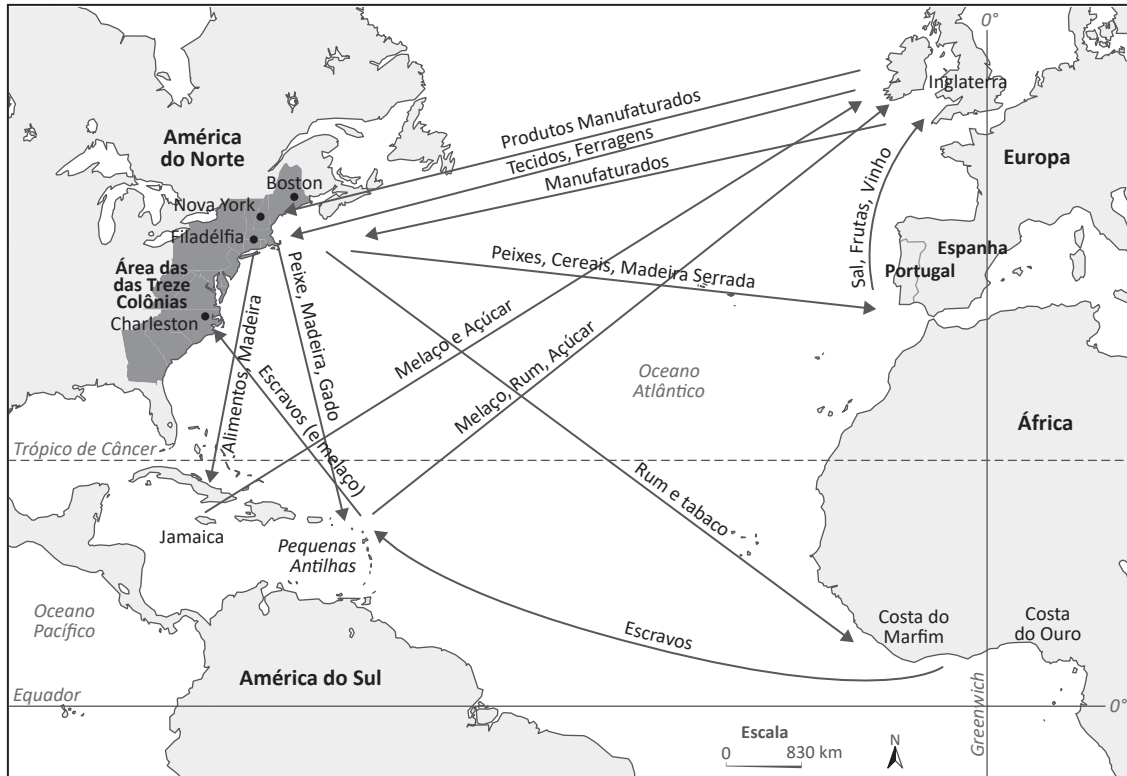 0°
Inglaterra
América
do Norte
Produtos Manufaturados
Tecidos, Ferragens
Manufaturados
Europa
Boston
Nova York
Filadélfia
Sal, Frutas, Vinho
Espanha
Portugal
Peixes, Cereais, Madeira Serrada
Área das
das Treze
Colônias
Charleston
Alimentos, Madeira
Peixe, Madeira, Gado
Escravos (e melaço)
Melaço e Açúcar
Melaço, Rum, Açúcar
Oceano
Atlântico
África
Trópico de Câncer
Rum e tabaco
Jamaica
Pequenas
Antilhas
Oceano
Pacífico
Costa do
Marfim
Costa
do Ouro
Escravos
América do Sul
Equador
Greenwich
0°
Escala
0 830 km
N